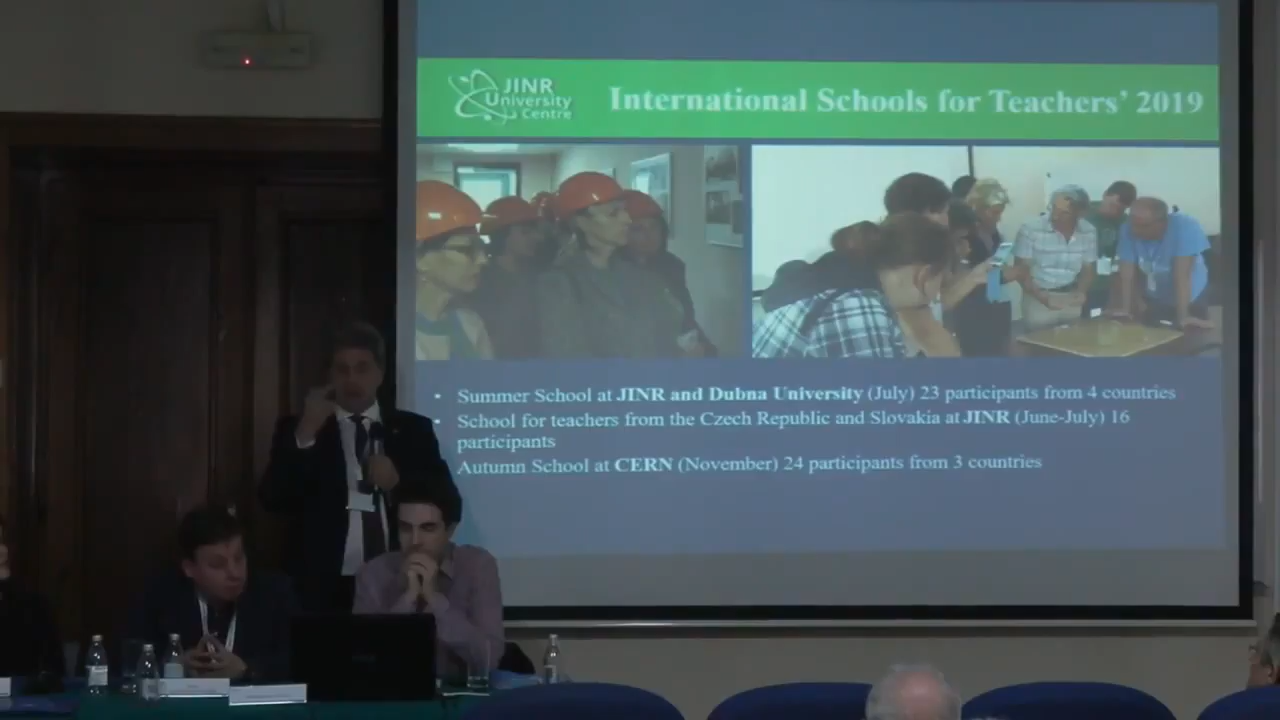 JINR
University
Centre
International Schools for Teachers’ 2019
• Summer School at JINR and Dubna University (July) 23 participants from 4 countries
• School for teachers from the Czech Republic and Slovakia at JINR (June-July) 16
participants
Autumn School at CERN (November) 24 participants from 3 countries